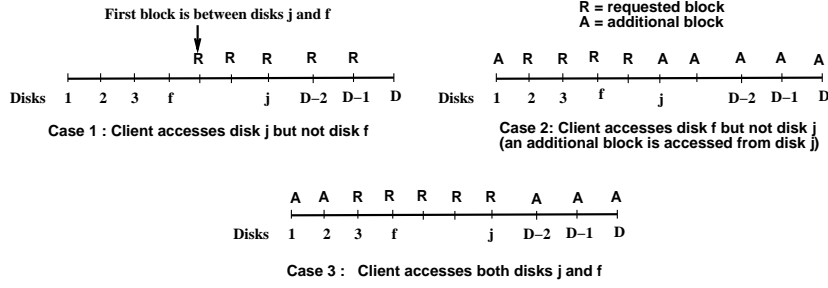 First block is between disks j and f
R R R R R
Disks 1 2 3 f j D−2 D−1 D
Case 1 : Client accesses disk j but not disk f
R = requested block
A = additional block
A R R R R A A A A A
Disks 1 2 3 f j D−2 D−1 D
Case 2: Client accesses disk f but not disk j
(an additional block is accessed from disk j)
A A R R R R R A A A
Disks 1 2 3 f j D−2 D−1 D
Case 3 : Client accesses both disks j and f